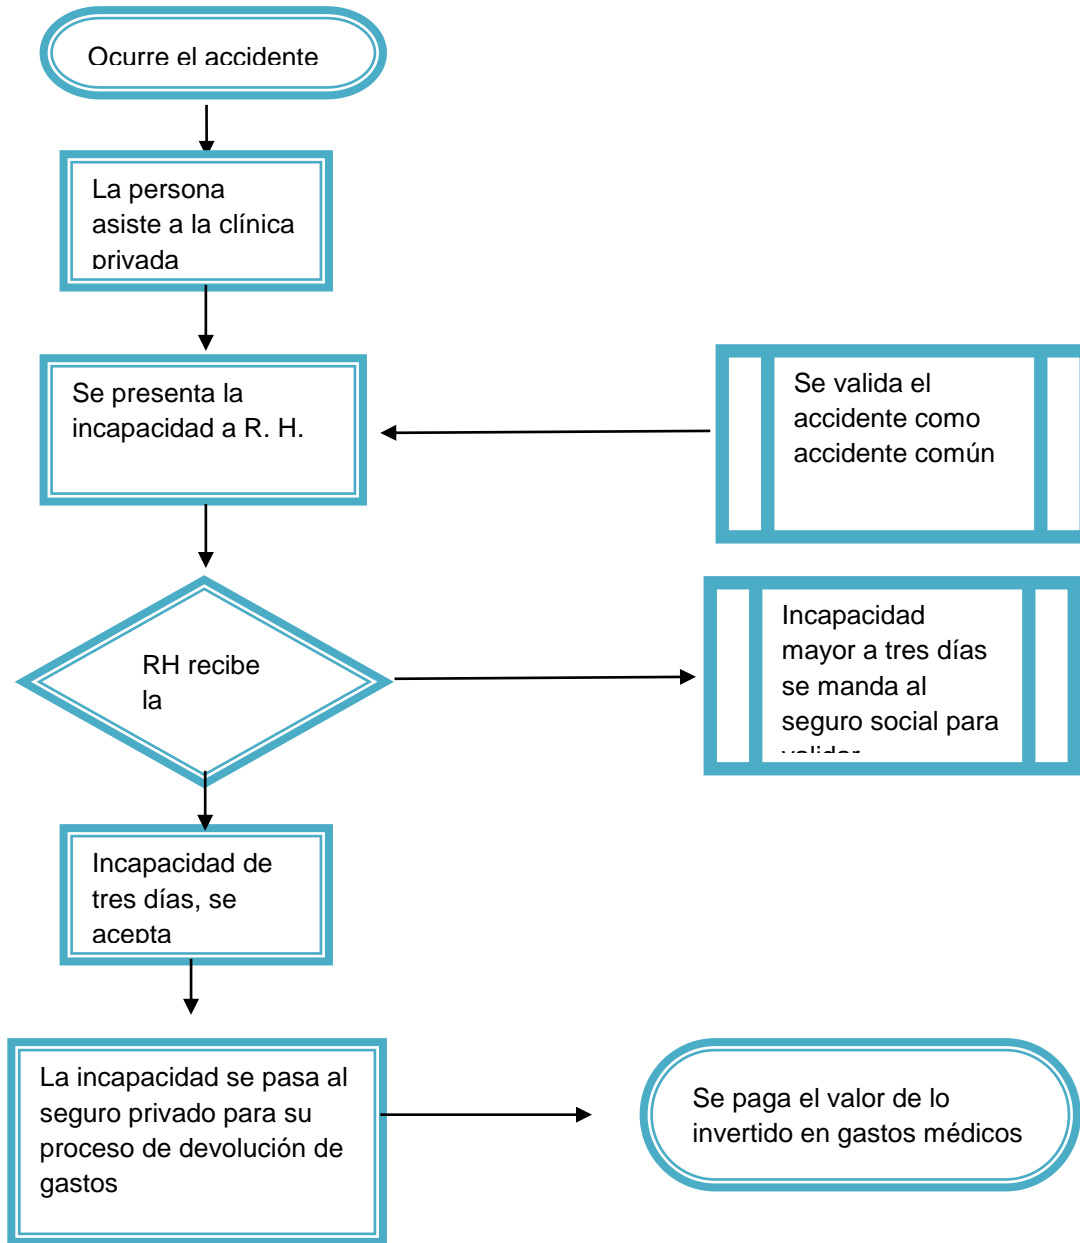 Ocurre el accidente
La persona
asiste a la clínica
privada
Se presenta la
incapacidad a R. H.
Se valida el
accidente como
accidente común
RH recibe
la
Incapacidad
mayor a tres días
se manda al
seguro social para
validar
Incapacidad de
tres días, se
acepta
La incapacidad se pasa al
seguro privado para su
proceso de devolución de
gastos
Se paga el valor de lo
invertido en gastos médicos